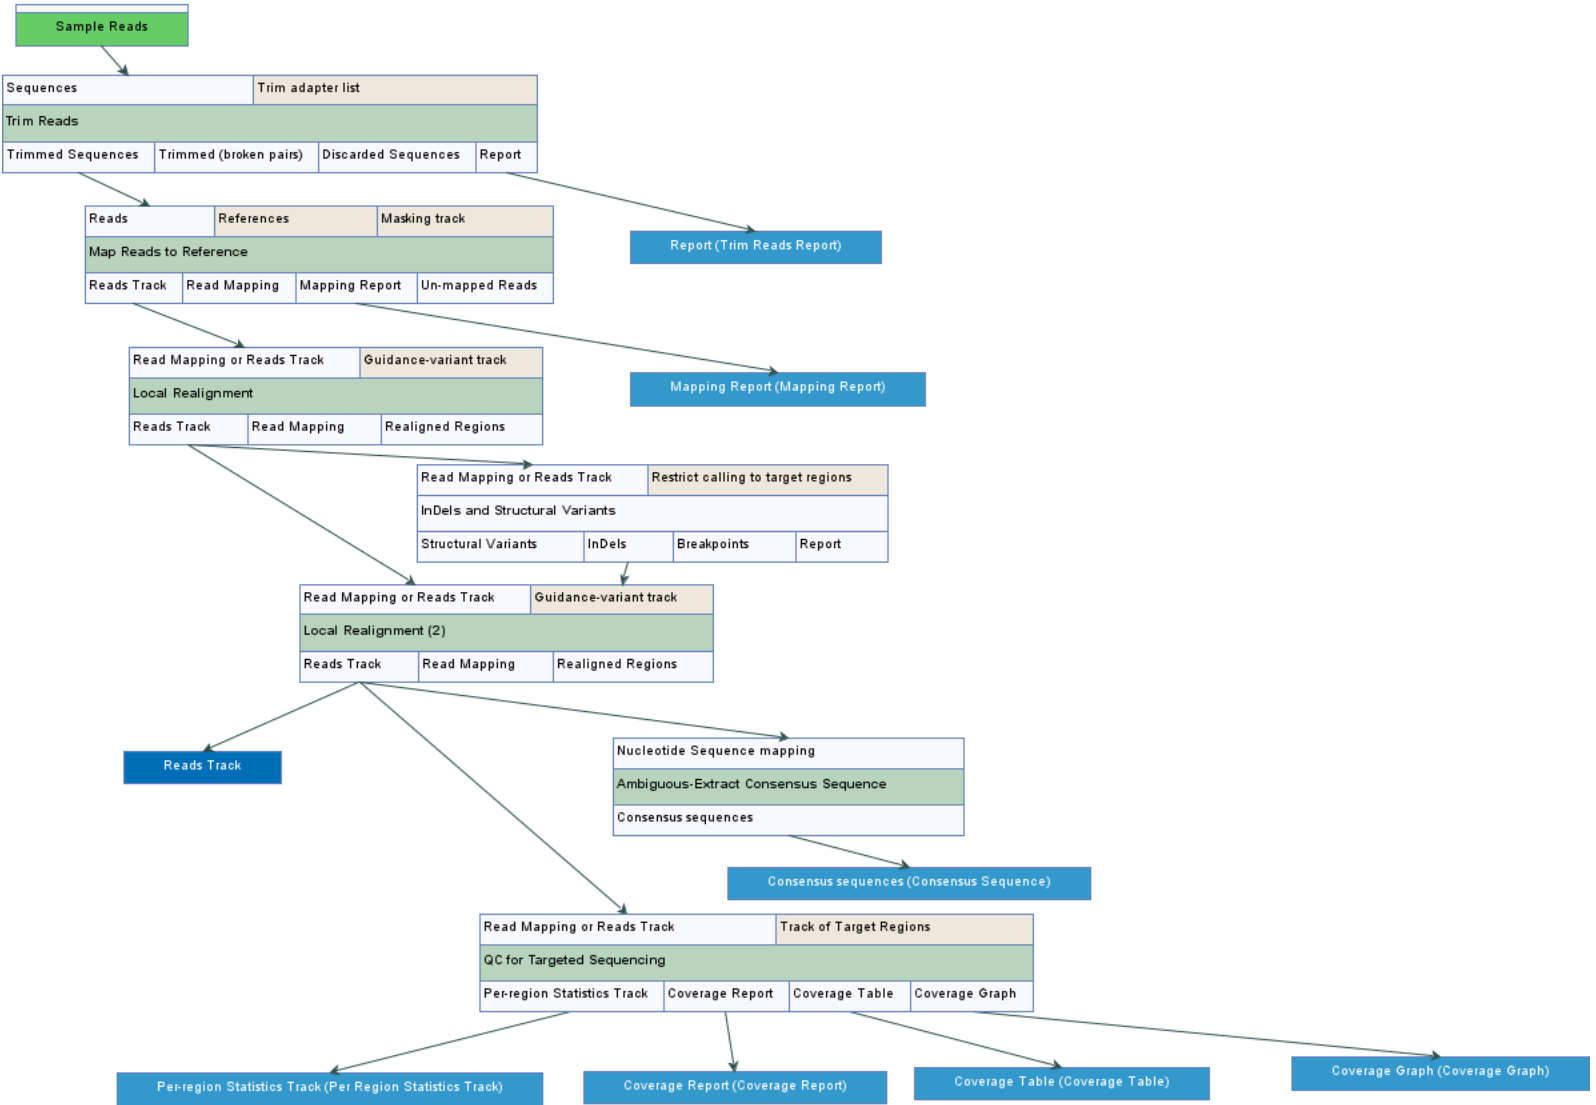 Sample Reads
Sequences Trim adapter list
Trim Reads
Trimmed Sequences Trimmed (broken pairs) Discarded Sequences Report
Reads References Masking track
Map Reads to Reference
Reads Track Read Mapping Mapping Report Un-mapped Reads
Report (Trim Reads Report)
Read Mapping or Reads Track Guidance-variant track
Local Realignment
Reads Track Read Mapping Realigned Regions
Mapping Report (Mapping Report)
Read Mapping or Reads Track Restrict calling to target regions
InDels and Structural Variants
Structural Variants InDels Breakpoints Report
Read Mapping or Reads Track Guidance-variant track
Local Realignment (2)
Reads Track Read Mapping Realigned Regions
Reads Track
Nucleotide Sequence mapping
Ambiguous-Extract Consensus Sequence
Consensus sequences
Consensus sequences (Consensus Sequence)
Read Mapping or Reads Track Track of Target Regions
QC for Targeted Sequencing
Per-region Statistics Track Coverage Report Coverage Table Coverage Graph
Per-region Statistics Track (Per Region Statistics Track)
Coverage Report (Coverage Report)
Coverage Table (Coverage Table)
Coverage Graph (Coverage Graph)